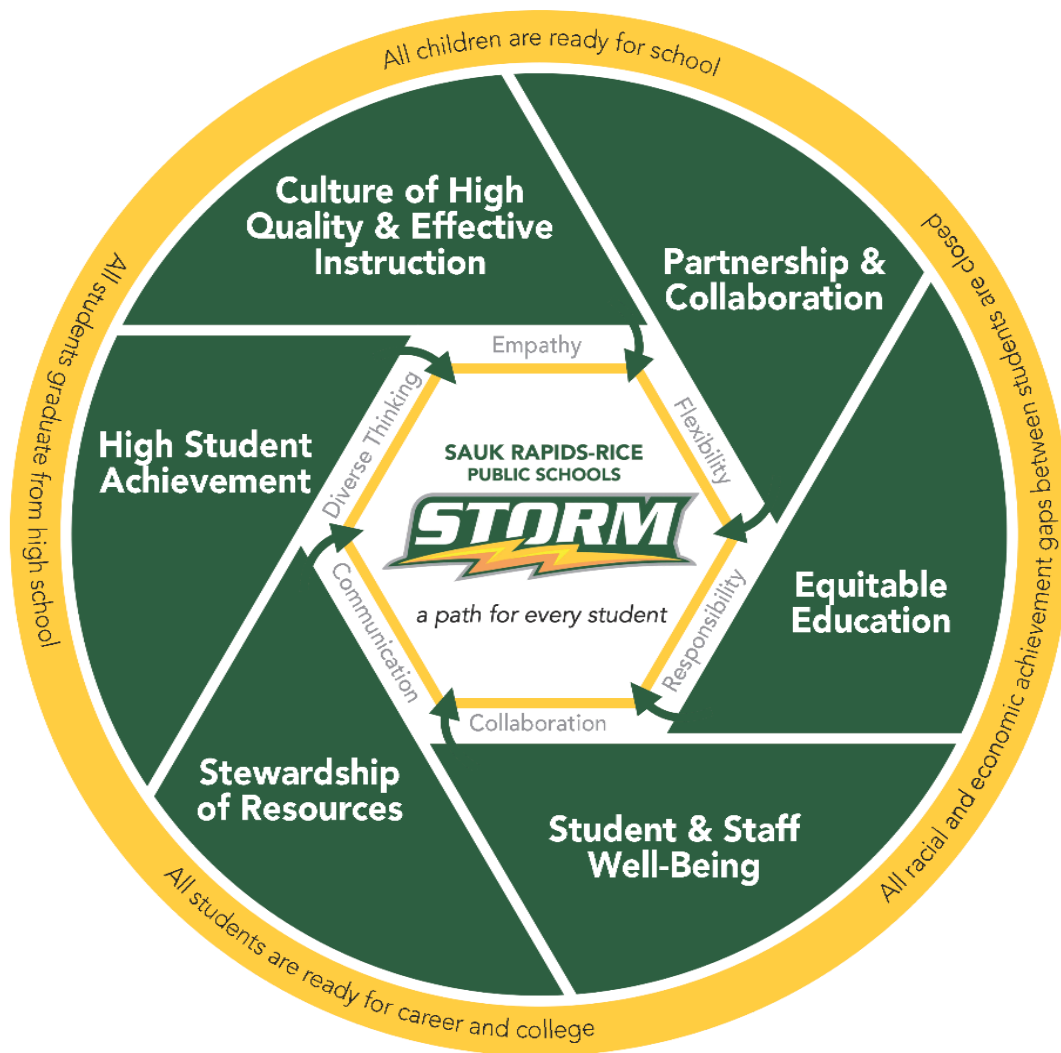 All children are ready for school
Culture of High
Quality & Effective
Instruction
Partnership &
Collaboration
All racial and economic achievement gaps between students are closed
All students graduate from high school
Empathy
Diverse Thinking
Flexibility
High Student
Achievement
SAUK RAPIDS-RICE
PUBLIC SCHOOLS
STORM
a path for every student
Equitable
Education
Communication
Responsibility
Collaboration
Stewardship
of Resources
Student & Staff
Well-Being
All students are ready for career and college